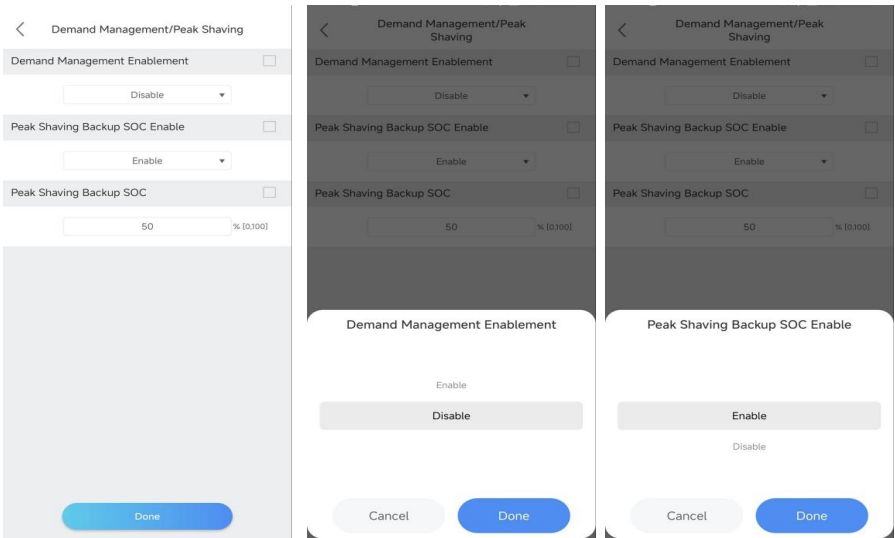 Demand Management/Peak Shaving
Demand Management Enablement
Disable
Peak Shaving Backup SOC Enable
Enable
Peak Shaving Backup SOC
50 % [0,100]
Done
Demand Management/Peak
Shaving
Demand Management Enablement
Disable
Peak Shaving Backup SOC Enable
Enable
Peak Shaving Backup SOC
50 % [0,100]
Demand Management Enablement
Enable
Disable
Cancel Done
Demand Management/Peak
Shaving
Demand Management Enablement
Disable
Peak Shaving Backup SOC Enable
Enable
Peak Shaving Backup SOC
50 % [0,100]
Peak Shaving Backup SOC Enable
Enable
Disable
Cancel Done